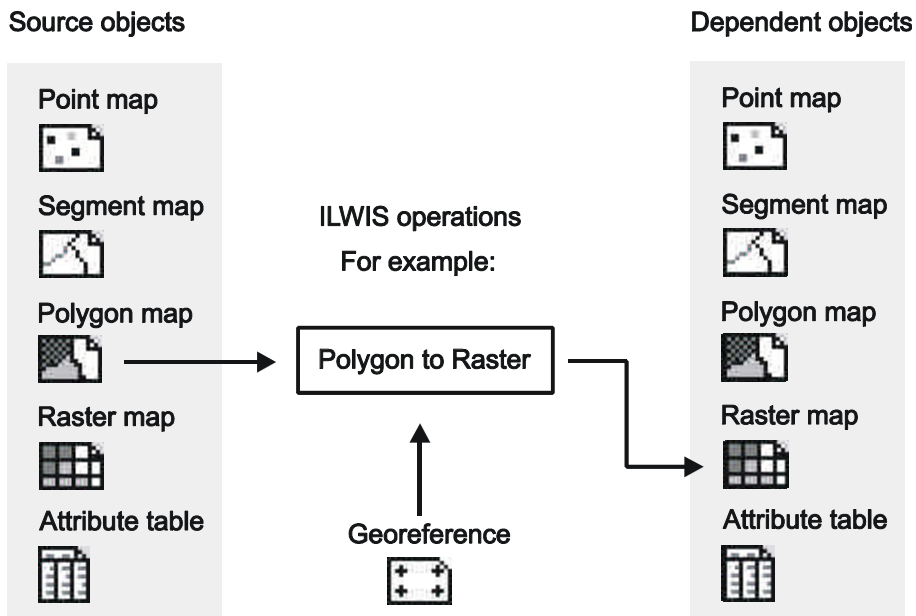 Source objects
Point map
Segment map
Polygon map
Raster map
Attribute table
ILWIS operations
For example:
Polygon to Raster
Georeference
Dependent objects
Point map
Segment map
Polygon map
Raster map
Attribute table